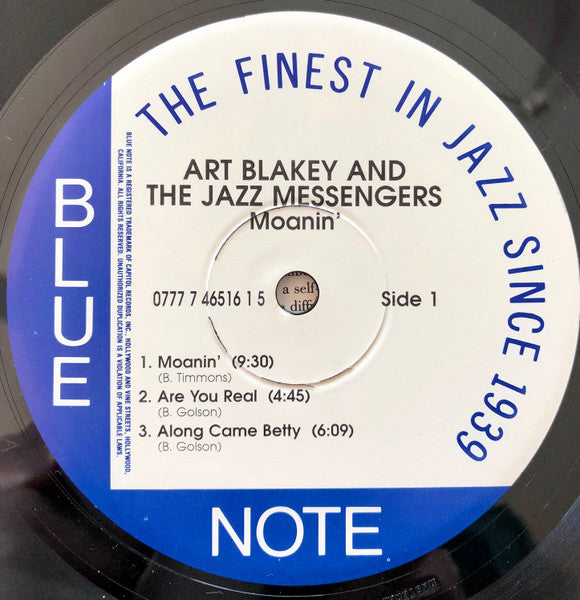 THE FINEST IN JAZZ SINCE 1939
ART BLAKEY AND
THE JAZZ MESSENGERS
Moanin'
0777 7 46516 1 5
a self
e diffi
Side 1
1. Moanin' (9:30)
(B. Timmons)
2. Are You Real (4:45)
(B. Golson)
3. Along Came Betty (6:09)
(B. Golson)
BLUE
NOTE
BLUE NOTE IS A REGISTERED TRADEMARK OF CAPITOL RECORDS, INC. HOLLYWOOD AND VINE STREETS, HOLLYWOOD,
CALIFORNIA. ALL RIGHTS RESERVED. UNAUTHORIZED DUPLICATION IS A VIOLATION OF APPLICABLE LAWS.